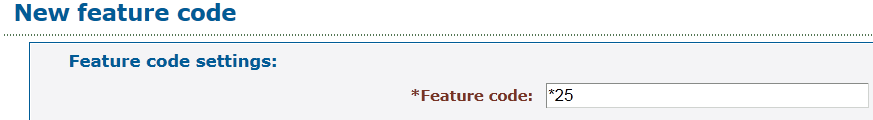 New feature code
Feature code settings:
*Feature code: *25